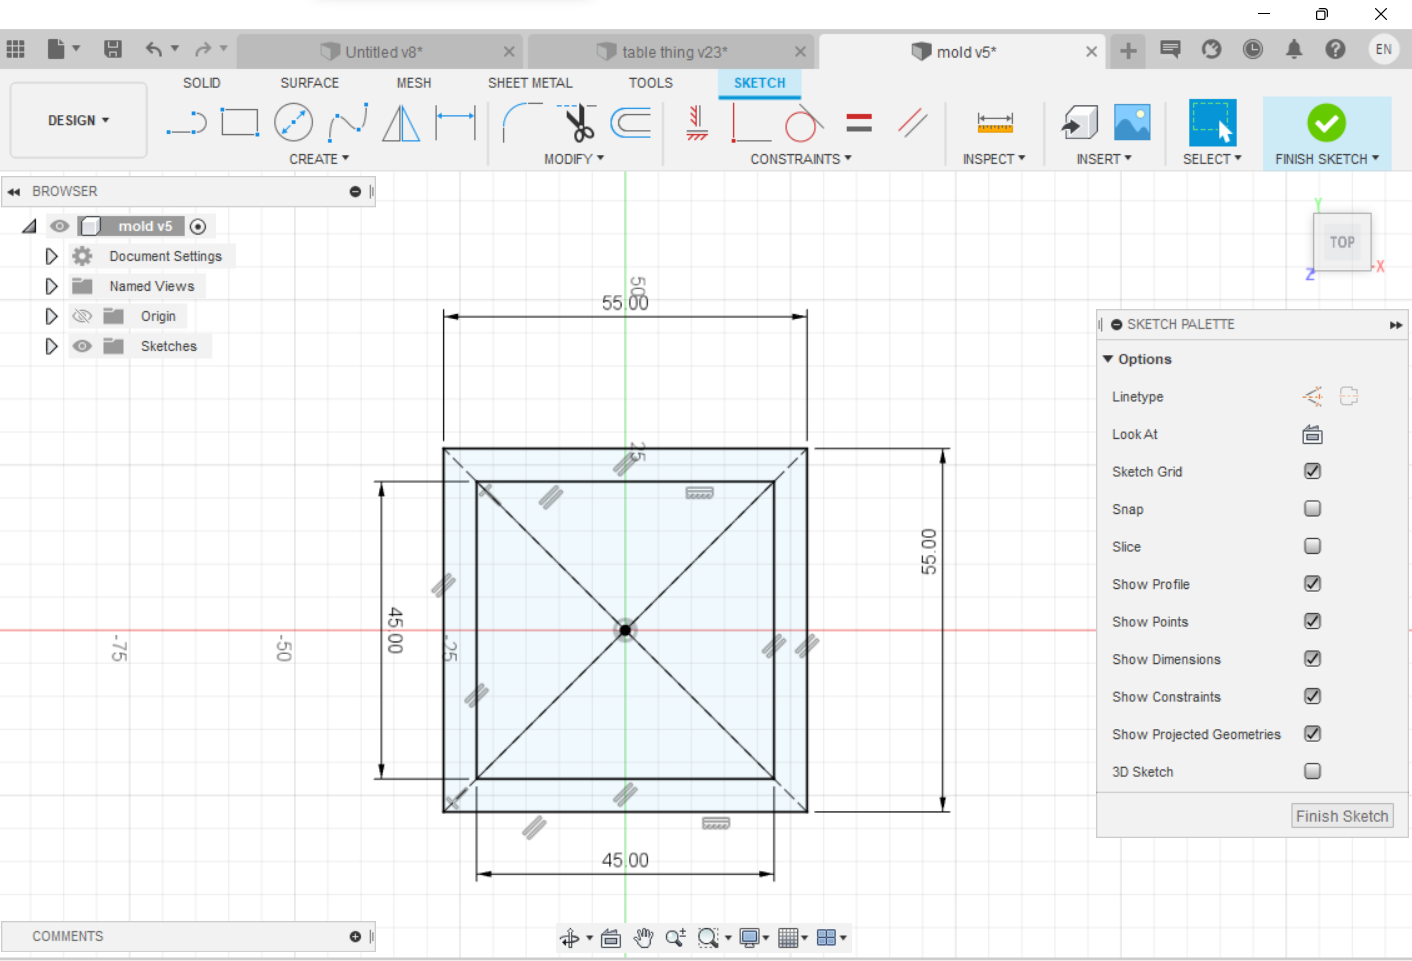 Untitled v8*
table thing v23*
mold v5*
EN
SOLID
SURFACE
MESH
SHEET METAL
TOOLS
SKETCH
DESIGN
CREATE
MODIFY
CONSTRAINTS
INSPECT
INSERT
SELECT
FINISH SKETCH
BROWSER
mold v5
Document Settings
Named Views
Origin
Sketches
Y
TOP
X
Z
50
55.00
SKETCH PALETTE
Options
Linetype
Look At
Sketch Grid
Snap
Slice
Show Profile
Show Points
Show Dimensions
Show Constraints
Show Projected Geometries
3D Sketch
Finish Sketch
25
55.00
45.00
-75
-50
-25
45.00
COMMENTS